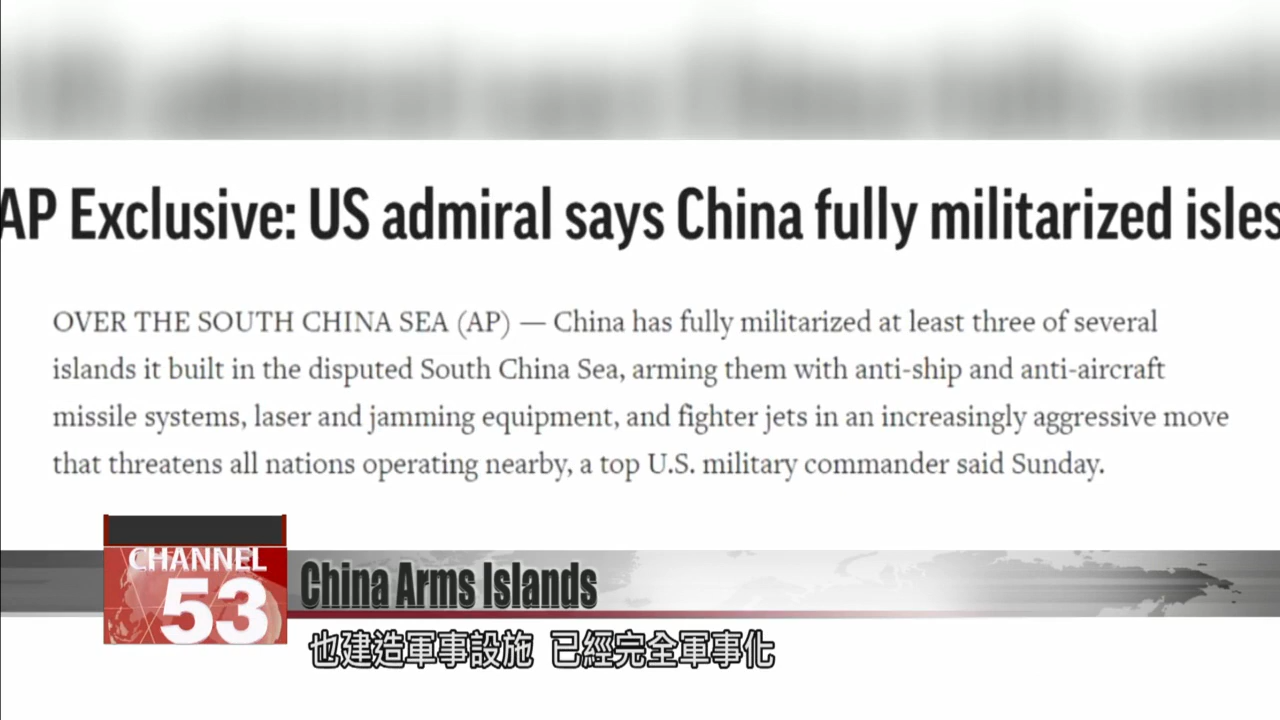 AP Exclusive: US admiral says China fully militarized isles
OVER THE SOUTH CHINA SEA (AP) — China has fully militarized at least three of several
islands it built in the disputed South China Sea, arming them with anti-ship and anti-aircraft
missile systems, laser and jamming equipment, and fighter jets in an increasingly aggressive move
that threatens all nations operating nearby, a top U.S. military commander said Sunday.
CHANNEL
53
China Arms Islands
也建造軍事設施 已經完全軍事化